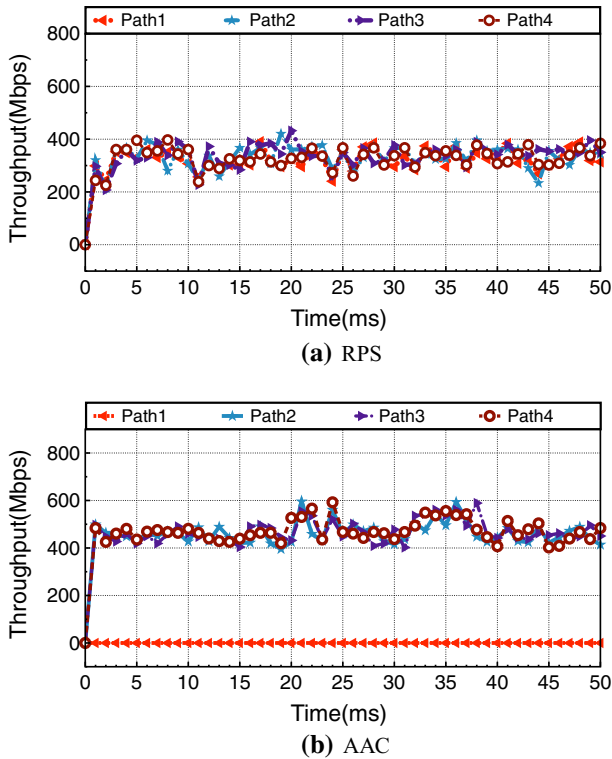 Path1 Path2 Path3 Path4
800
600
400
200
0
Throughput(Mbps)
0 5 10 15 20 25 30 35 40 45 50
Time(ms)
(a) RPS
Path1 Path2 Path3 Path4
800
600
400
200
0
Throughput(Mbps)
0 5 10 15 20 25 30 35 40 45 50
Time(ms)
(b) AAC